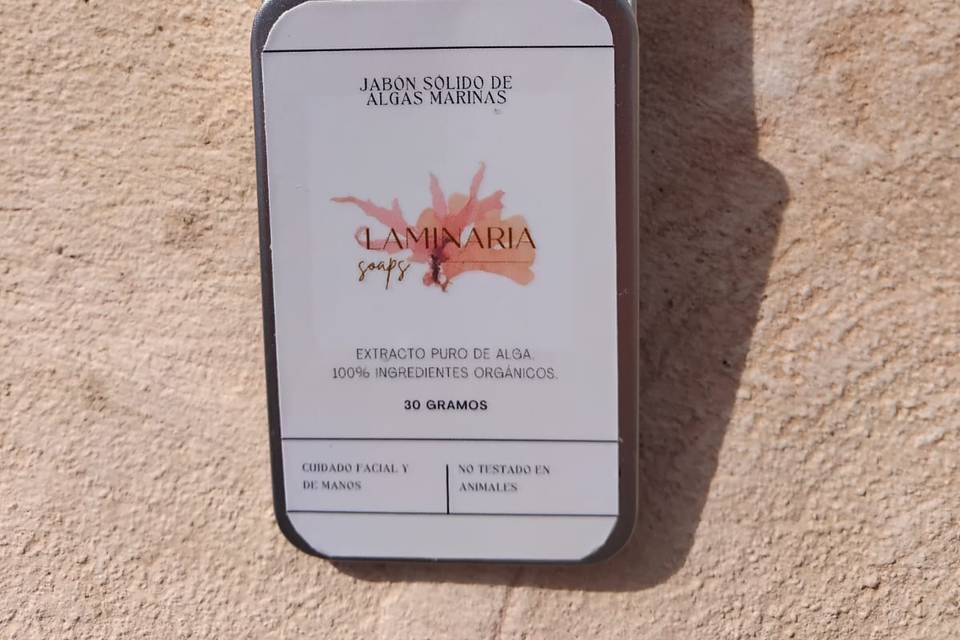 JABÓN SÓLIDO DE
ALGAS MARINAS
LAMINARIA
soaps
EXTRACTO PURO DE ALGA.
100% INGREDIENTES ORGÁNICOS.
30 GRAMOS
CUIDADO FACIAL Y
DE MANOS
NO TESTADO EN
ANIMALES